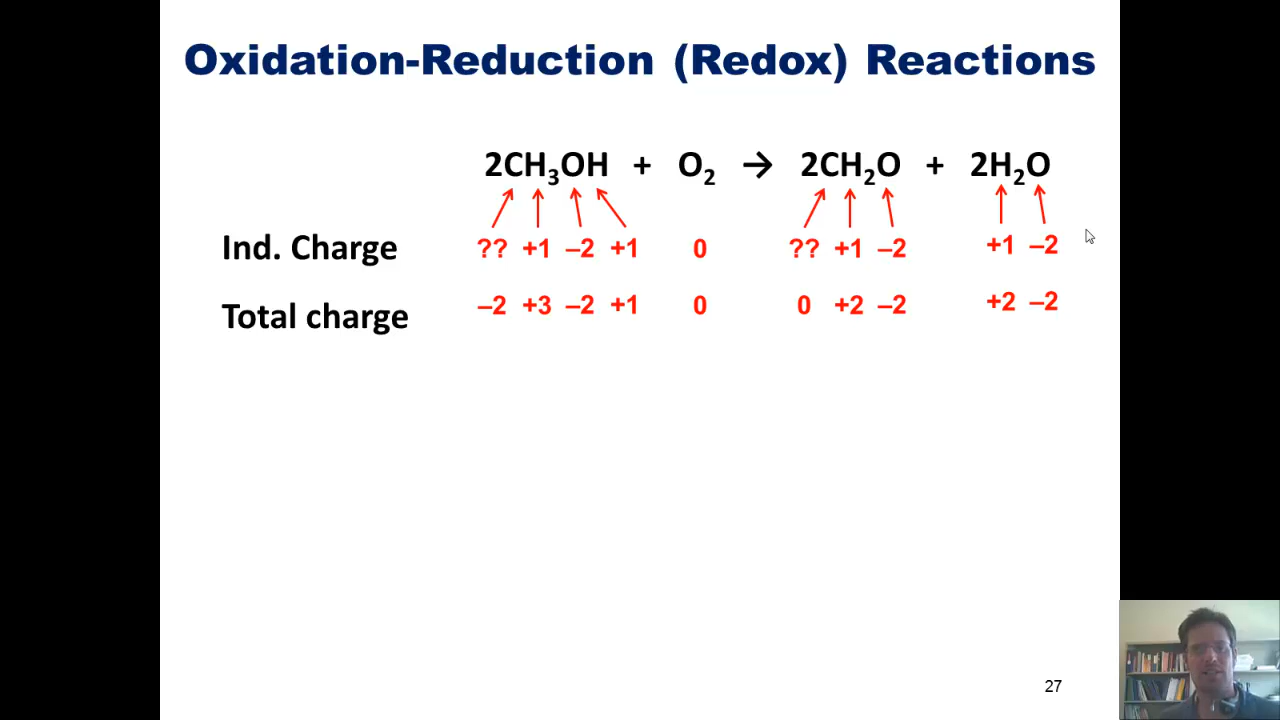 Oxidation-Reduction (Redox) Reactions
2CH₃OH + O₂ → 2CH₂O + 2H₂O
Ind. Charge ?? +1 –2 +1 0 ?? +1 –2 +1 –2
Total charge –2 +3 –2 +1 0 0 +2 –2 +2 –2
27